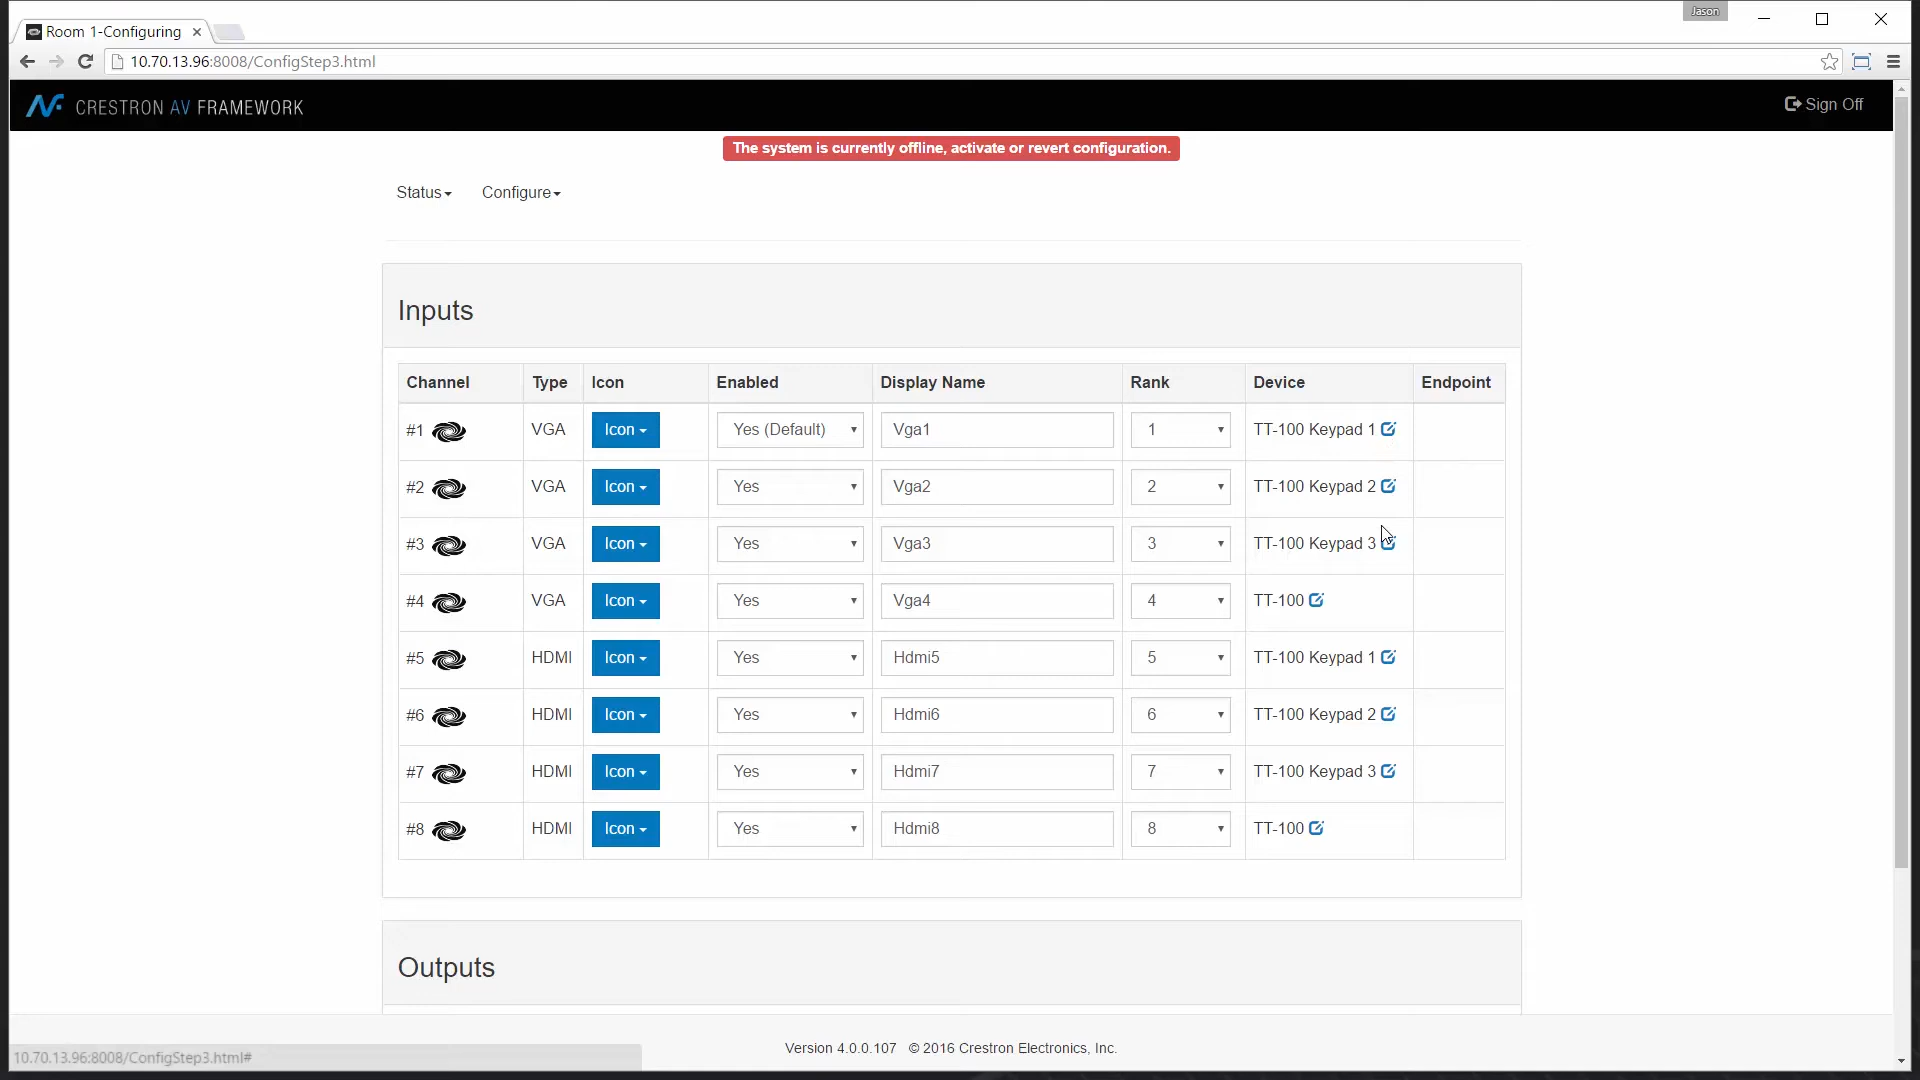 Jason
Room 1-Configuring
10.70.13.96:8008/ConfigStep3.html
CRESTRON AV FRAMEWORK
Sign Off
The system is currently offline, activate or revert configuration.
Status Configure
Inputs
Channel Type Icon Enabled Display Name Rank Device Endpoint
#1 VGA Icon Yes (Default) Vga1 1 TT-100 Keypad 1
#2 VGA Icon Yes Vga2 2 TT-100 Keypad 2
#3 VGA Icon Yes Vga3 3 TT-100 Keypad 3
#4 VGA Icon Yes Vga4 4 TT-100
#5 HDMI Icon Yes Hdmi5 5 TT-100 Keypad 1
#6 HDMI Icon Yes Hdmi6 6 TT-100 Keypad 2
#7 HDMI Icon Yes Hdmi7 7 TT-100 Keypad 3
#8 HDMI Icon Yes Hdmi8 8 TT-100
Outputs
Version 4.0.0.107 © 2016 Crestron Electronics, Inc.
10.70.13.96:8008/ConfigStep3.html#